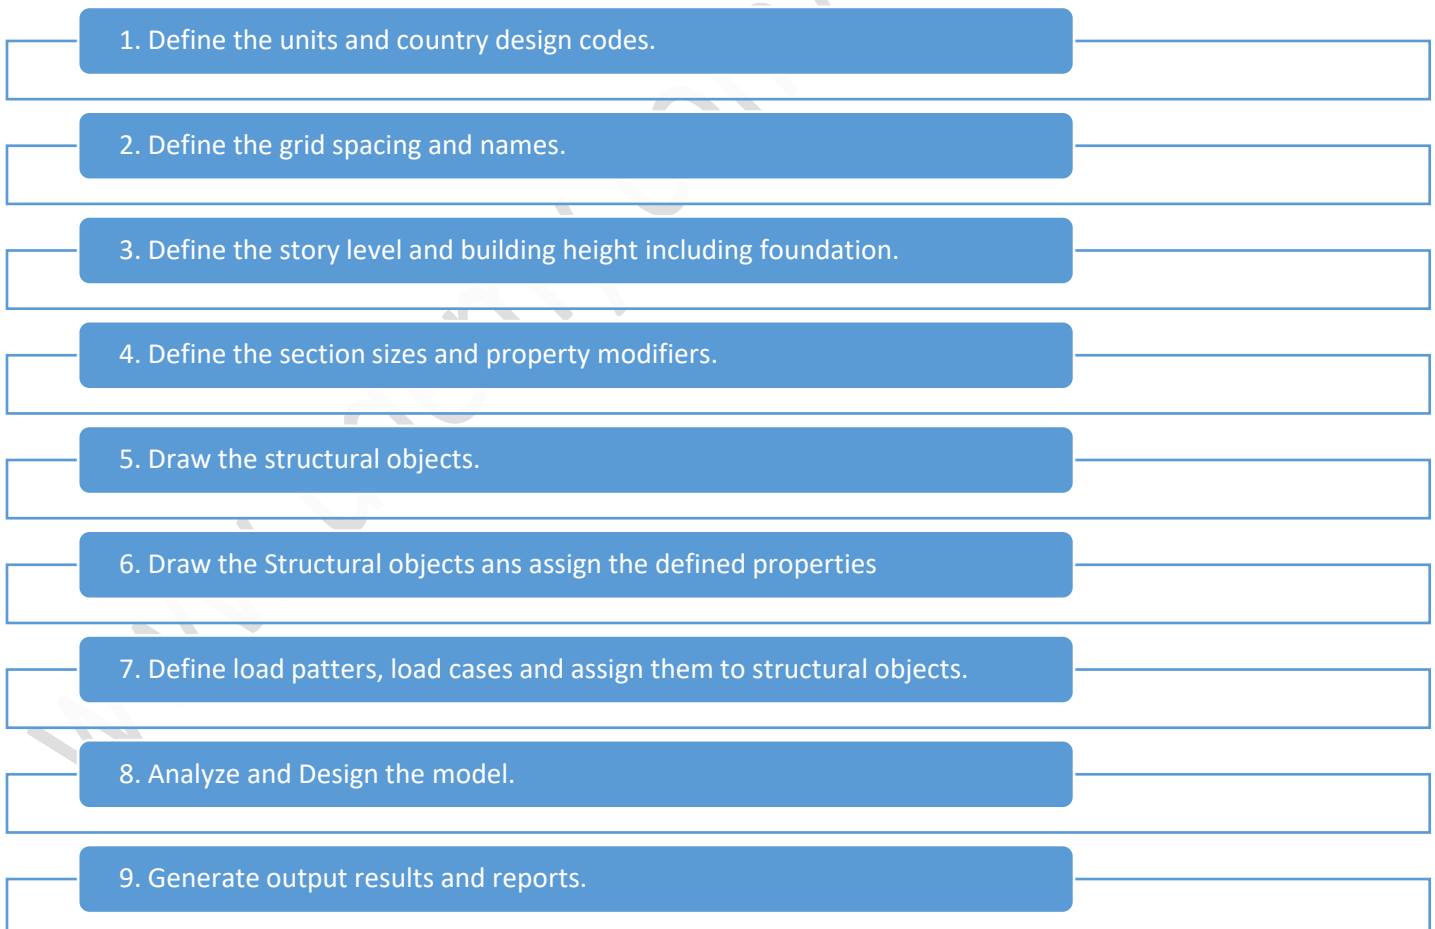 1. Define the units and country design codes.
2. Define the grid spacing and names.
3. Define the story level and building height including foundation.
4. Define the section sizes and property modifiers.
5. Draw the structural objects.
6. Draw the Structural objects ans assign the defined properties
7. Define load patters, load cases and assign them to structural objects.
8. Analyze and Design the model.
9. Generate output results and reports.